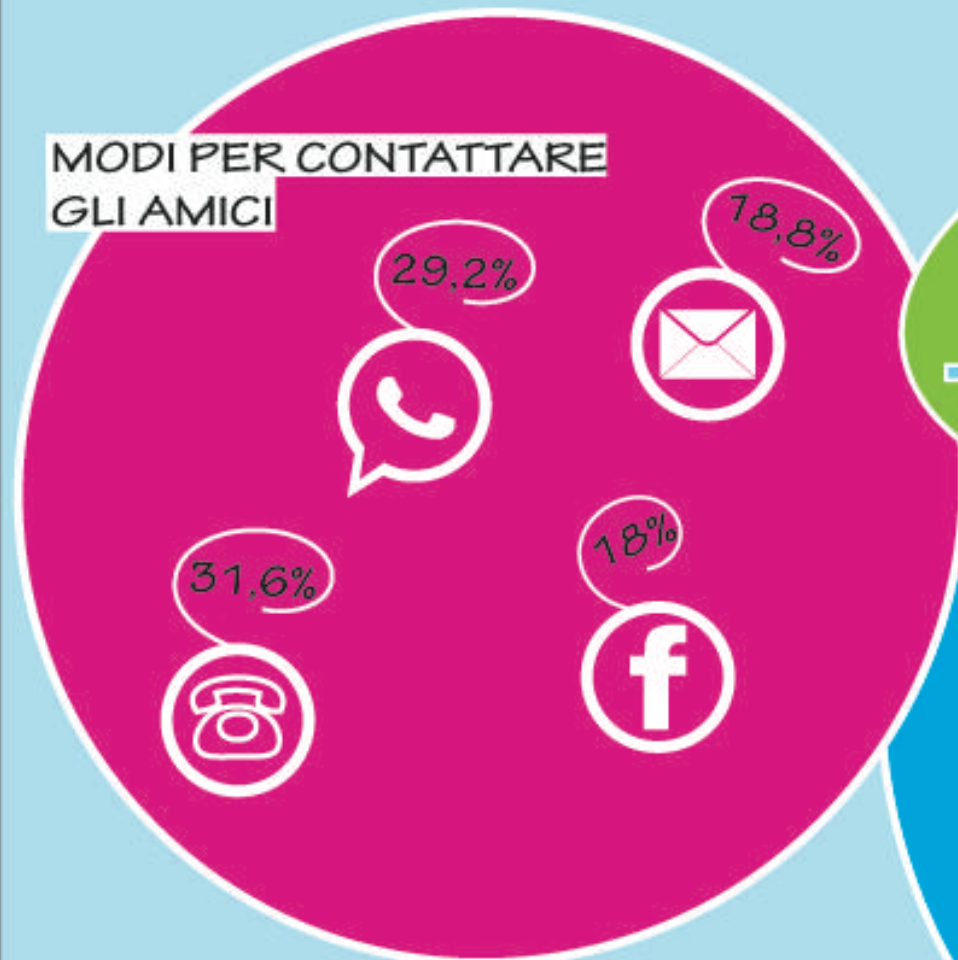 MODI PER CONTATTARE
GLI AMICI
29,2%
18,8%
31,6%
18%
f